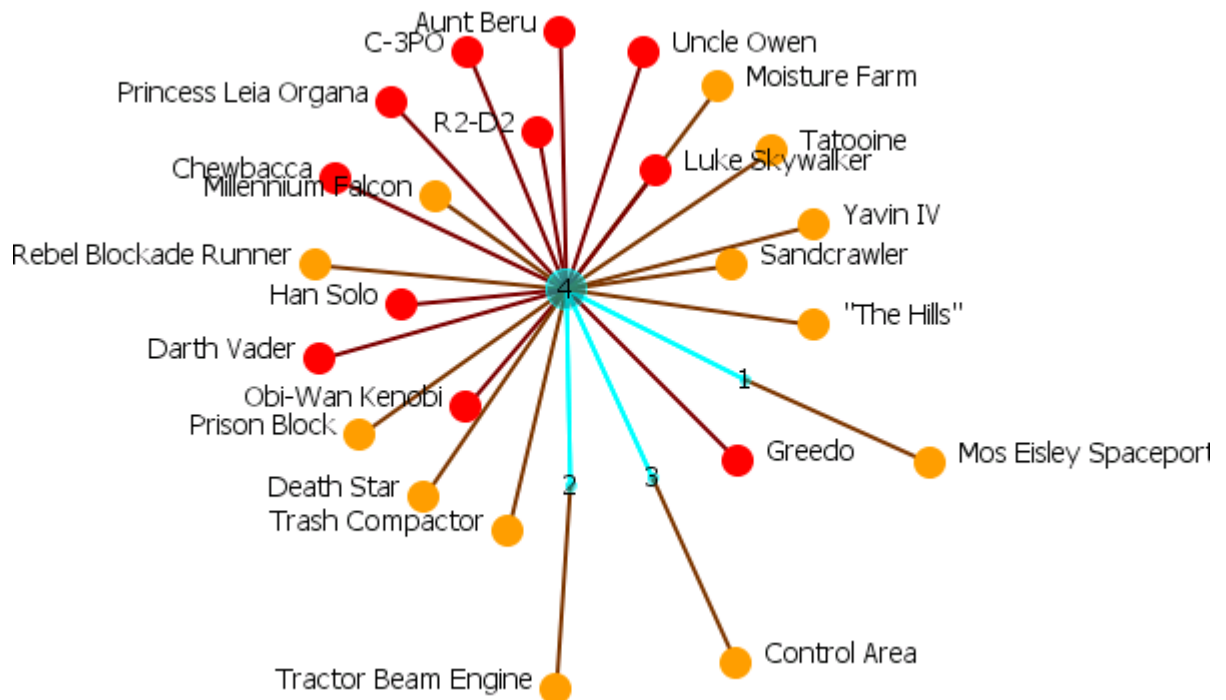 Aunt Beru
C-3PO
Uncle Owen
Moisture Farm
Princess Leia Organa
R2-D2
Tatooine
Luke Skywalker
Chewbacca
Millennium Falcon
Yavin IV
Rebel Blockade Runner
Sandcrawler
Han Solo
4
"The Hills"
Darth Vader
1
Obi-Wan Kenobi
Prison Block
Greedo
Mos Eisley Spaceport
Death Star
2
3
Trash Compactor
Control Area
Tractor Beam Engine